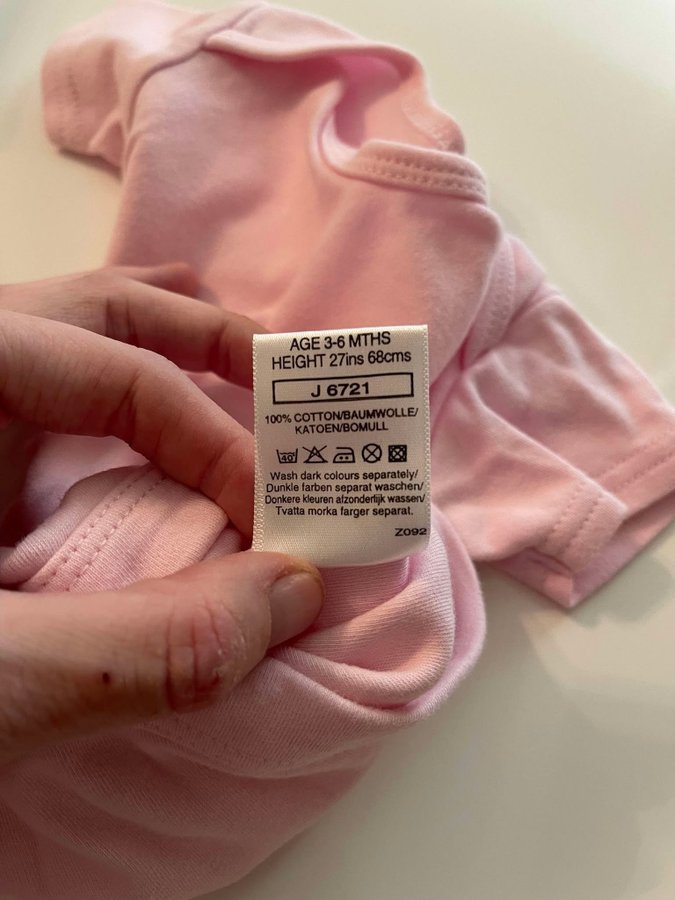 AGE 3-6 MTHS
HEIGHT 27ins 68cms
J 6721
100% COTTON/BAUMWOLLE/
KATOEN/BOMULL
40
Wash dark colours separately/
Dunkle farben separat waschen/
Donkere kleuren afzonderlijk wassen/
Tvatta morka farger separat.
Z092